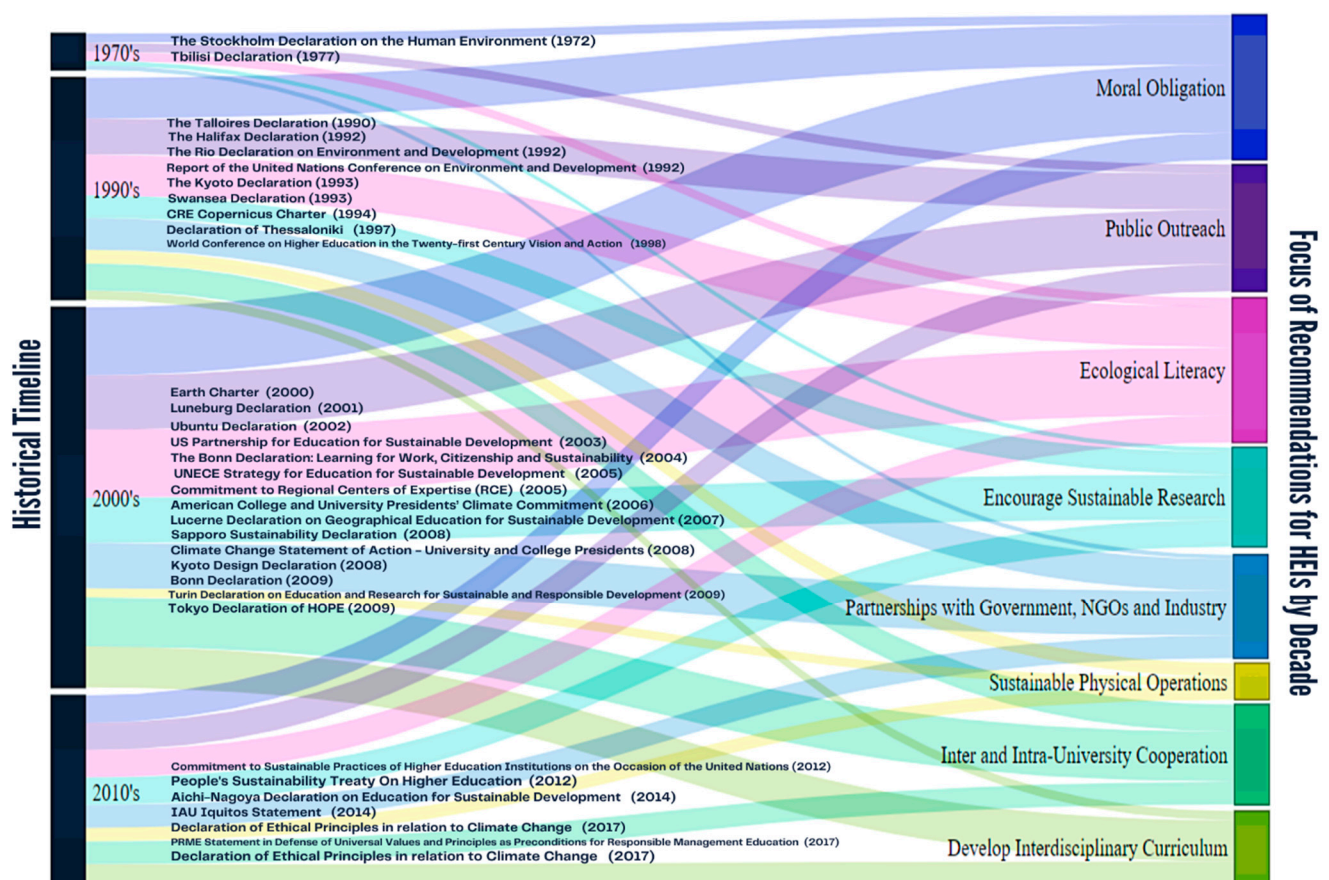 Historical Timeline
1970's
The Stockholm Declaration on the Human Environment (1972)
Tbilisi Declaration (1977)
1990's
The Talloires Declaration (1990)
The Halifax Declaration (1992)
The Rio Declaration on Environment and Development (1992)
Report of the United Nations Conference on Environment and Development (1992)
The Kyoto Declaration (1993)
Swansea Declaration (1993)
CRE Copernicus Charter (1994)
Declaration of Thessaloniki (1997)
World Conference on Higher Education in the Twenty-first Century Vision and Action (1998)
2000's
Earth Charter (2000)
Luneburg Declaration (2001)
Ubuntu Declaration (2002)
US Partnership for Education for Sustainable Development (2003)
The Bonn Declaration: Learning for Work, Citizenship and Sustainability (2004)
UNECE Strategy for Education for Sustainable Development (2005)
Commitment to Regional Centers of Expertise (RCE) (2005)
American College and University Presidents' Climate Commitment (2006)
Lucerne Declaration on Geographical Education for Sustainable Development (2007)
Sapporo Sustainability Declaration (2008)
Climate Change Statement of Action – University and College Presidents (2008)
Kyoto Design Declaration (2008)
Bonn Declaration (2009)
Turin Declaration on Education and Research for Sustainable and Responsible Development (2009)
Tokyo Declaration of HOPE (2009)
2010's
Commitment to Sustainable Practices of Higher Education Institutions on the Occasion of the United Nations (2012)
People's Sustainability Treaty On Higher Education (2012)
Aichi-Nagoya Declaration on Education for Sustainable Development (2014)
IAU Iquitos Statement (2014)
Declaration of Ethical Principles in relation to Climate Change (2017)
PRME Statement in Defense of Universal Values and Principles as Preconditions for Responsible Management Education (2017)
Declaration of Ethical Principles in relation to Climate Change (2017)
Moral Obligation
Public Outreach
Ecological Literacy
Encourage Sustainable Research
Partnerships with Government, NGOs and Industry
Sustainable Physical Operations
Inter and Intra-University Cooperation
Develop Interdisciplinary Curriculum
Focus of Recommendations for HEIs by Decade